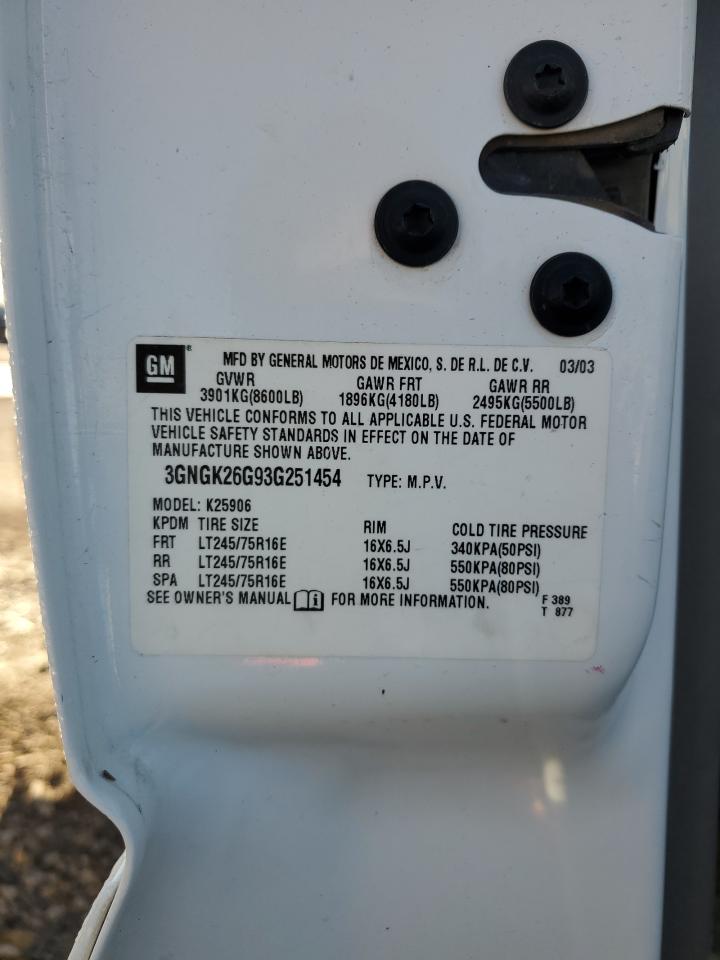 GM ® MFD BY GENERAL MOTORS DE MEXICO, S. DE R.L. DE C.V. 03/03
GVWR GAWR FRT GAWR RR
3901KG(8600LB) 1896KG(4180LB) 2495KG(5500LB)
THIS VEHICLE CONFORMS TO ALL APPLICABLE U.S. FEDERAL MOTOR
VEHICLE SAFETY STANDARDS IN EFFECT ON THE DATE OF
MANUFACTURE SHOWN ABOVE.
3GNGK26G93G251454 TYPE: M.P.V.
MODEL: K25906
KPDM TIRE SIZE RIM COLD TIRE PRESSURE
FRT LT245/75R16E 16X6.5J 340KPA(50PSI)
RR LT245/75R16E 16X6.5J 550KPA(80PSI)
SPA LT245/75R16E 16X6.5J 550KPA(80PSI)
SEE OWNER'S MANUAL i FOR MORE INFORMATION. F 389
T 877